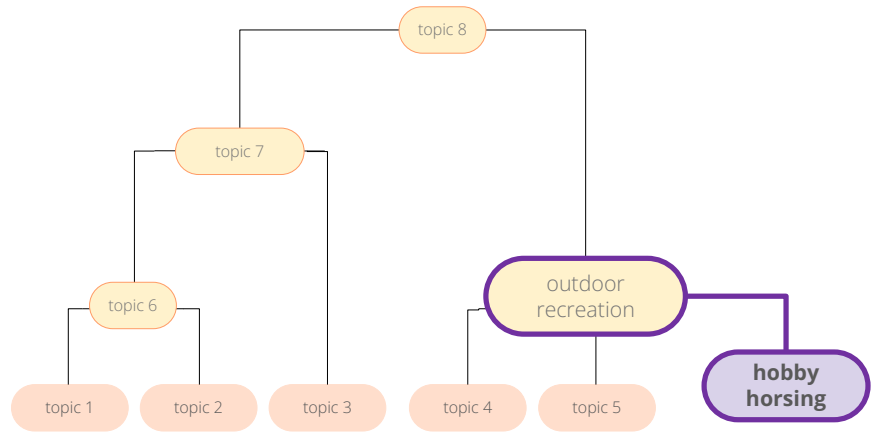 topic 8
topic 7
outdoor
recreation
topic 6
hobby
horsing
topic 1
topic 2
topic 3
topic 4
topic 5